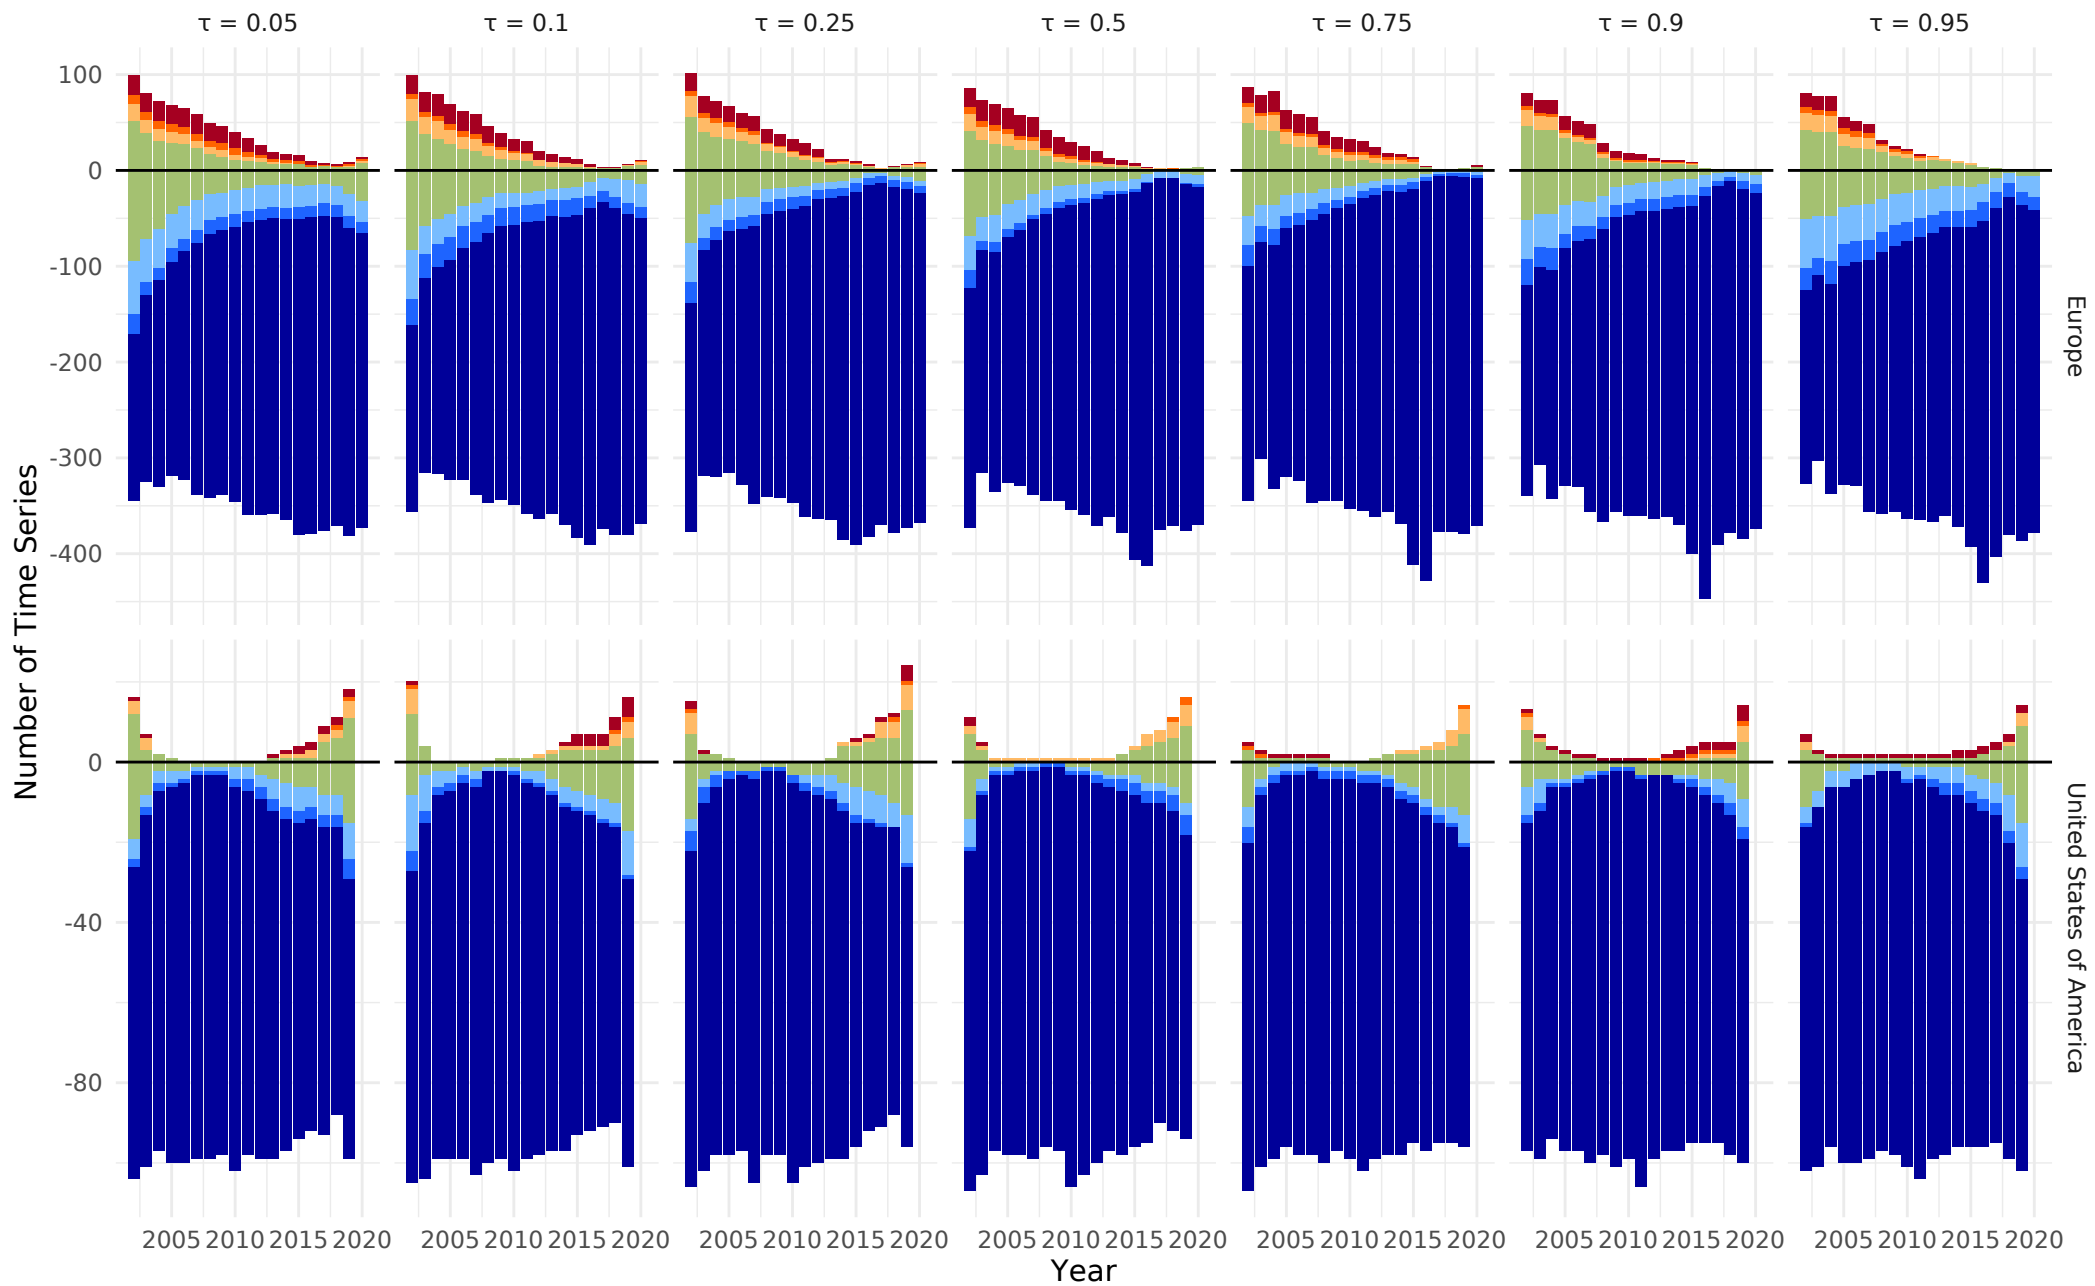 τ = 0.05 τ = 0.1 τ = 0.25 τ = 0.5 τ = 0.75 τ = 0.9 τ = 0.95
100
0
-100
-200
-300
-400
Europe
Number of Time Series
0
-40
-80
United States of America
2005 2010 2015 2020 2005 2010 2015 2020 2005 2010 2015 2020 2005 2010 2015 2020 2005 2010 2015 2020 2005 2010 2015 2020 2005 2010 2015 2020
Year